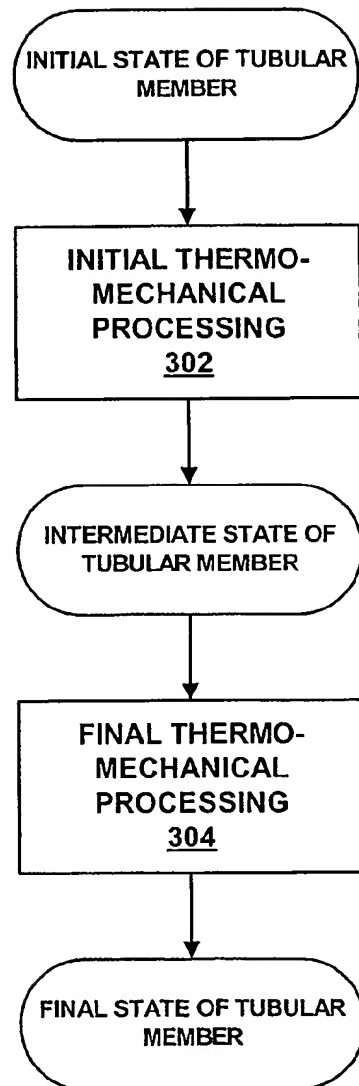 INITIAL STATE OF TUBULAR
MEMBER
INITIAL THERMO-
MECHANICAL
PROCESSING
302
INTERMEDIATE STATE OF
TUBULAR MEMBER
FINAL THERMO-
MECHANICAL
PROCESSING
304
FINAL STATE OF TUBULAR
MEMBER